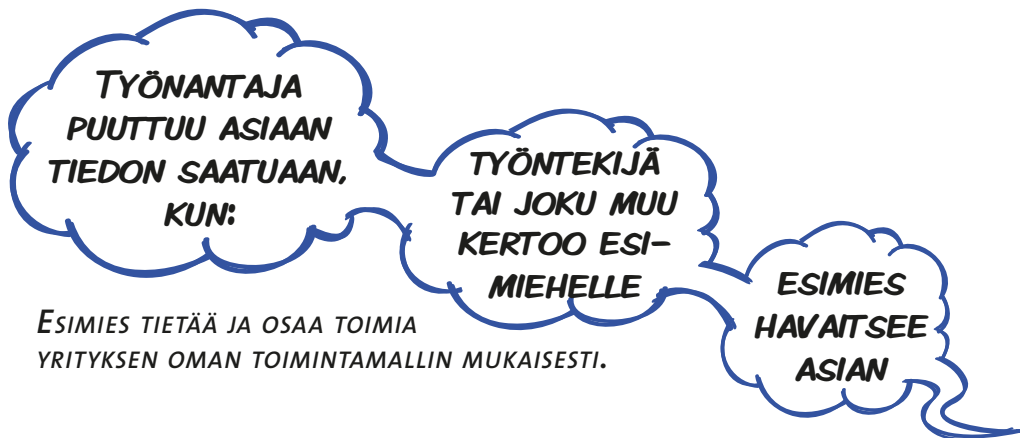 TYÖNANTAJA
PUUTTUU ASIAAN
TIEDON SAATUAAN,
KUN:
TYÖNTEKIJÄ
TAI JOKU MUU
KERTOO ESI-
MIEHELLE
ESIMIES
HAVAITSEE
ASIAN
ESIMIES TIETÄÄ JA OSAA TOIMIA
YRITYKSEN OMAN TOIMINTAMALLIN MUKAISESTI.